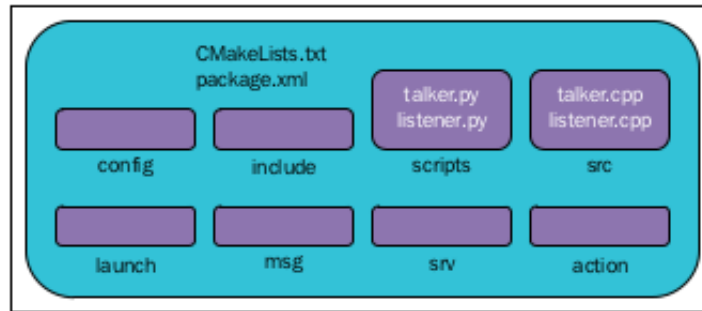 CMakeLists.txt
package.xml
talker.py
listener.py
talker.cpp
listener.cpp
config
include
scripts
src
launch
msg
srv
action